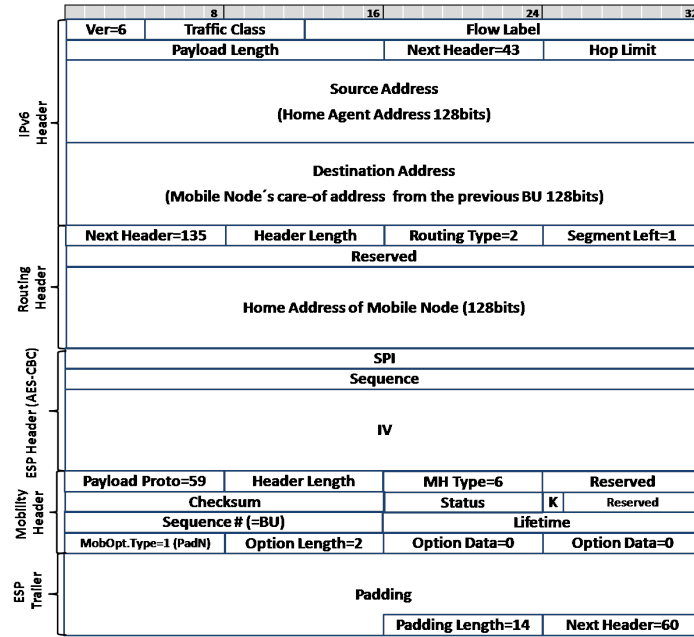 8 16 24 32
Ver=6 Traffic Class Flow Label
Payload Length Next Header=43 Hop Limit
IPv6 Header
Source Address
(Home Agent Address 128bits)
Destination Address
(Mobile Node´s care-of address from the previous BU 128bits)
Routing Header
Next Header=135 Header Length Routing Type=2 Segment Left=1
Reserved
Home Address of Mobile Node (128bits)
ESP Header (AES-CBC)
SPI
Sequence
IV
Mobility Header
Payload Proto=59 Header Length MH Type=6 Reserved
Checksum Status K Reserved
Sequence # (=BU) Lifetime
MobOpt.Type=1 (PadN) Option Length=2 Option Data=0 Option Data=0
ESP Trailer
Padding
Padding Length=14 Next Header=60